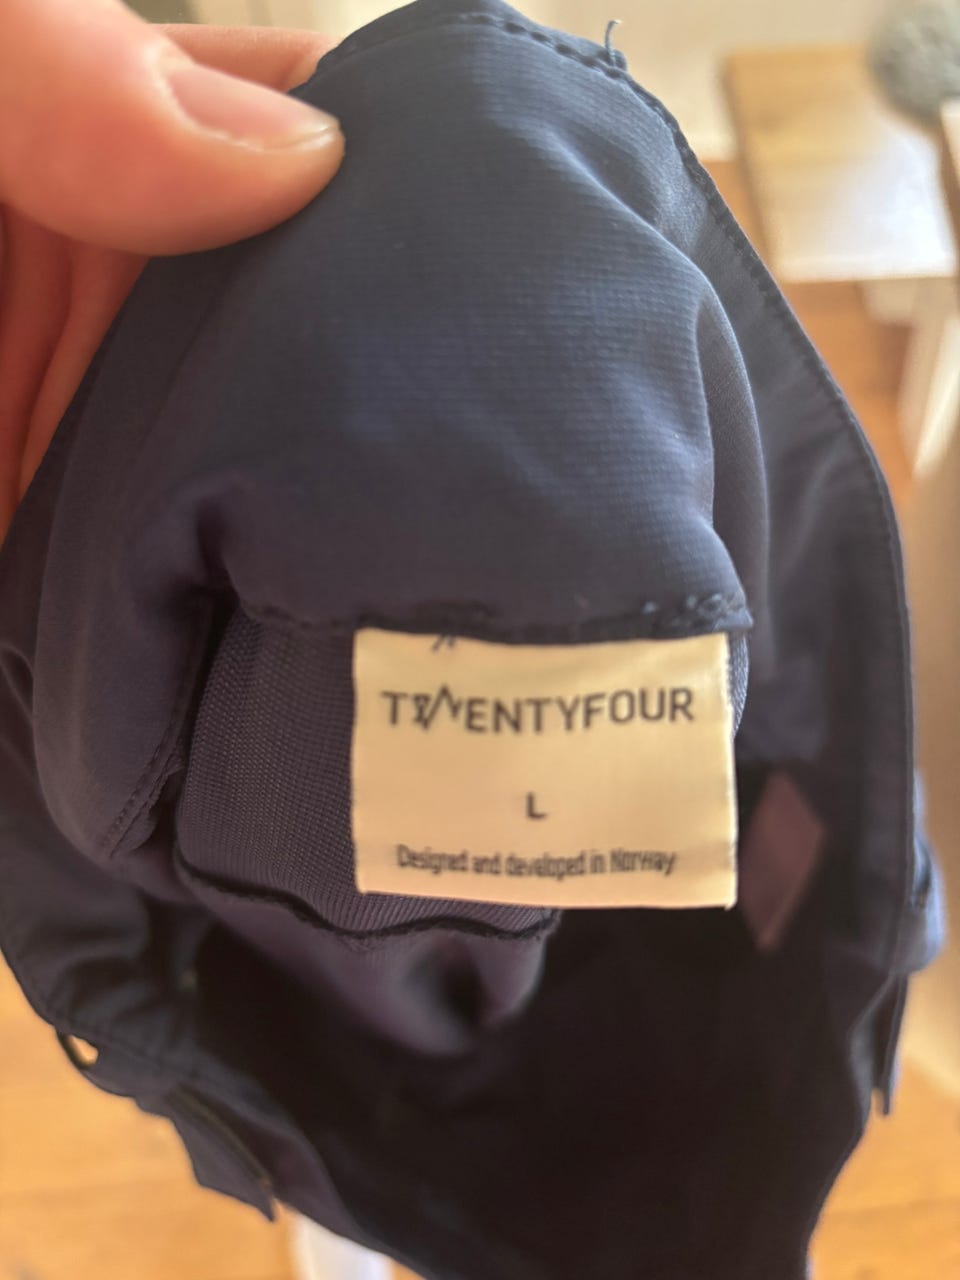 TWENTYFOUR
L
Designed and developed in Norway